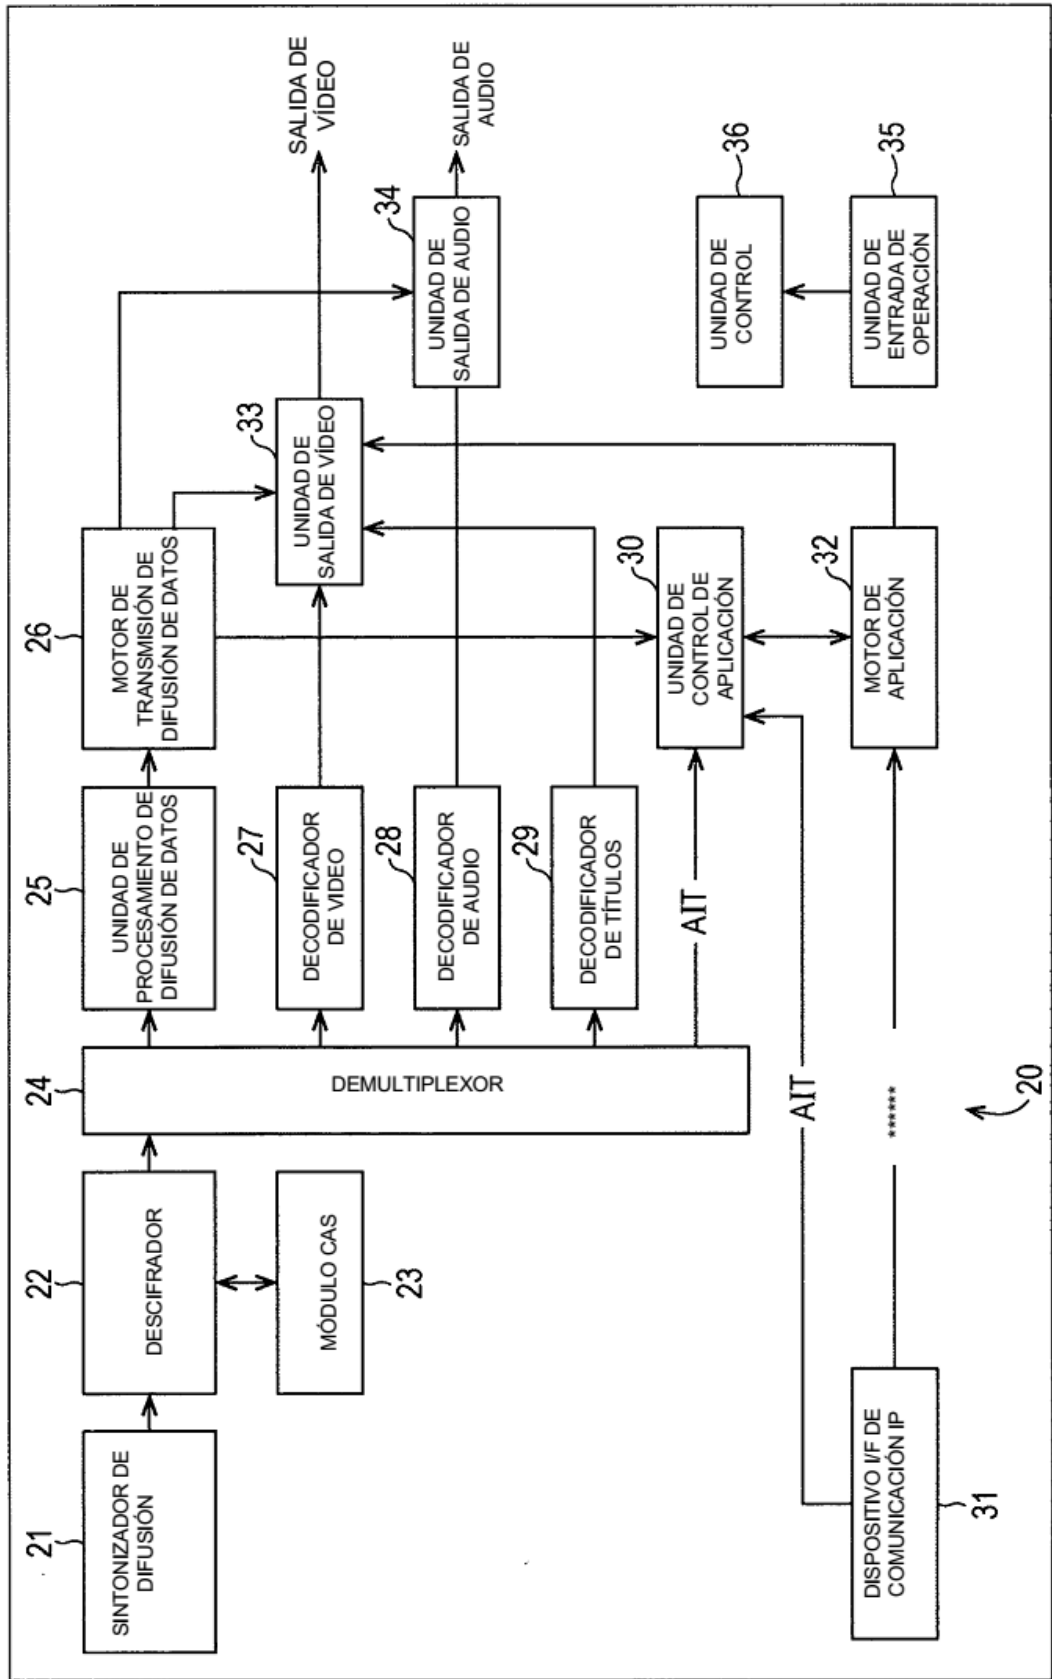 21
SINTONIZADOR DE
DIFUSIÓN
22
DESCIFRADOR
MÓDULO CAS
23
24
DEMULTIPLEXOR
25
UNIDAD DE
PROCESAMIENTO DE
DIFUSIÓN DE DATOS
26
MOTOR DE
TRANSMISIÓN DE
DIFUSIÓN DE DATOS
27
DECODIFICADOR
DE VIDEO
28
DECODIFICADOR
DE AUDIO
29
DECODIFICADOR
DE TÍTULOS
33
UNIDAD DE
SALIDA DE VÍDEO
34
UNIDAD DE
SALIDA DE AUDIO
SALIDA DE
VÍDEO
SALIDA DE
AUDIO
AIT
30
UNIDAD DE
CONTROL DE
APLICACIÓN
36
UNIDAD DE
CONTROL
AIT
31
DISPOSITIVO I/F DE
COMUNICACIÓN IP
******
32
MOTOR DE
APLICACIÓN
35
UNIDAD DE
ENTRADA DE
OPERACIÓN
20